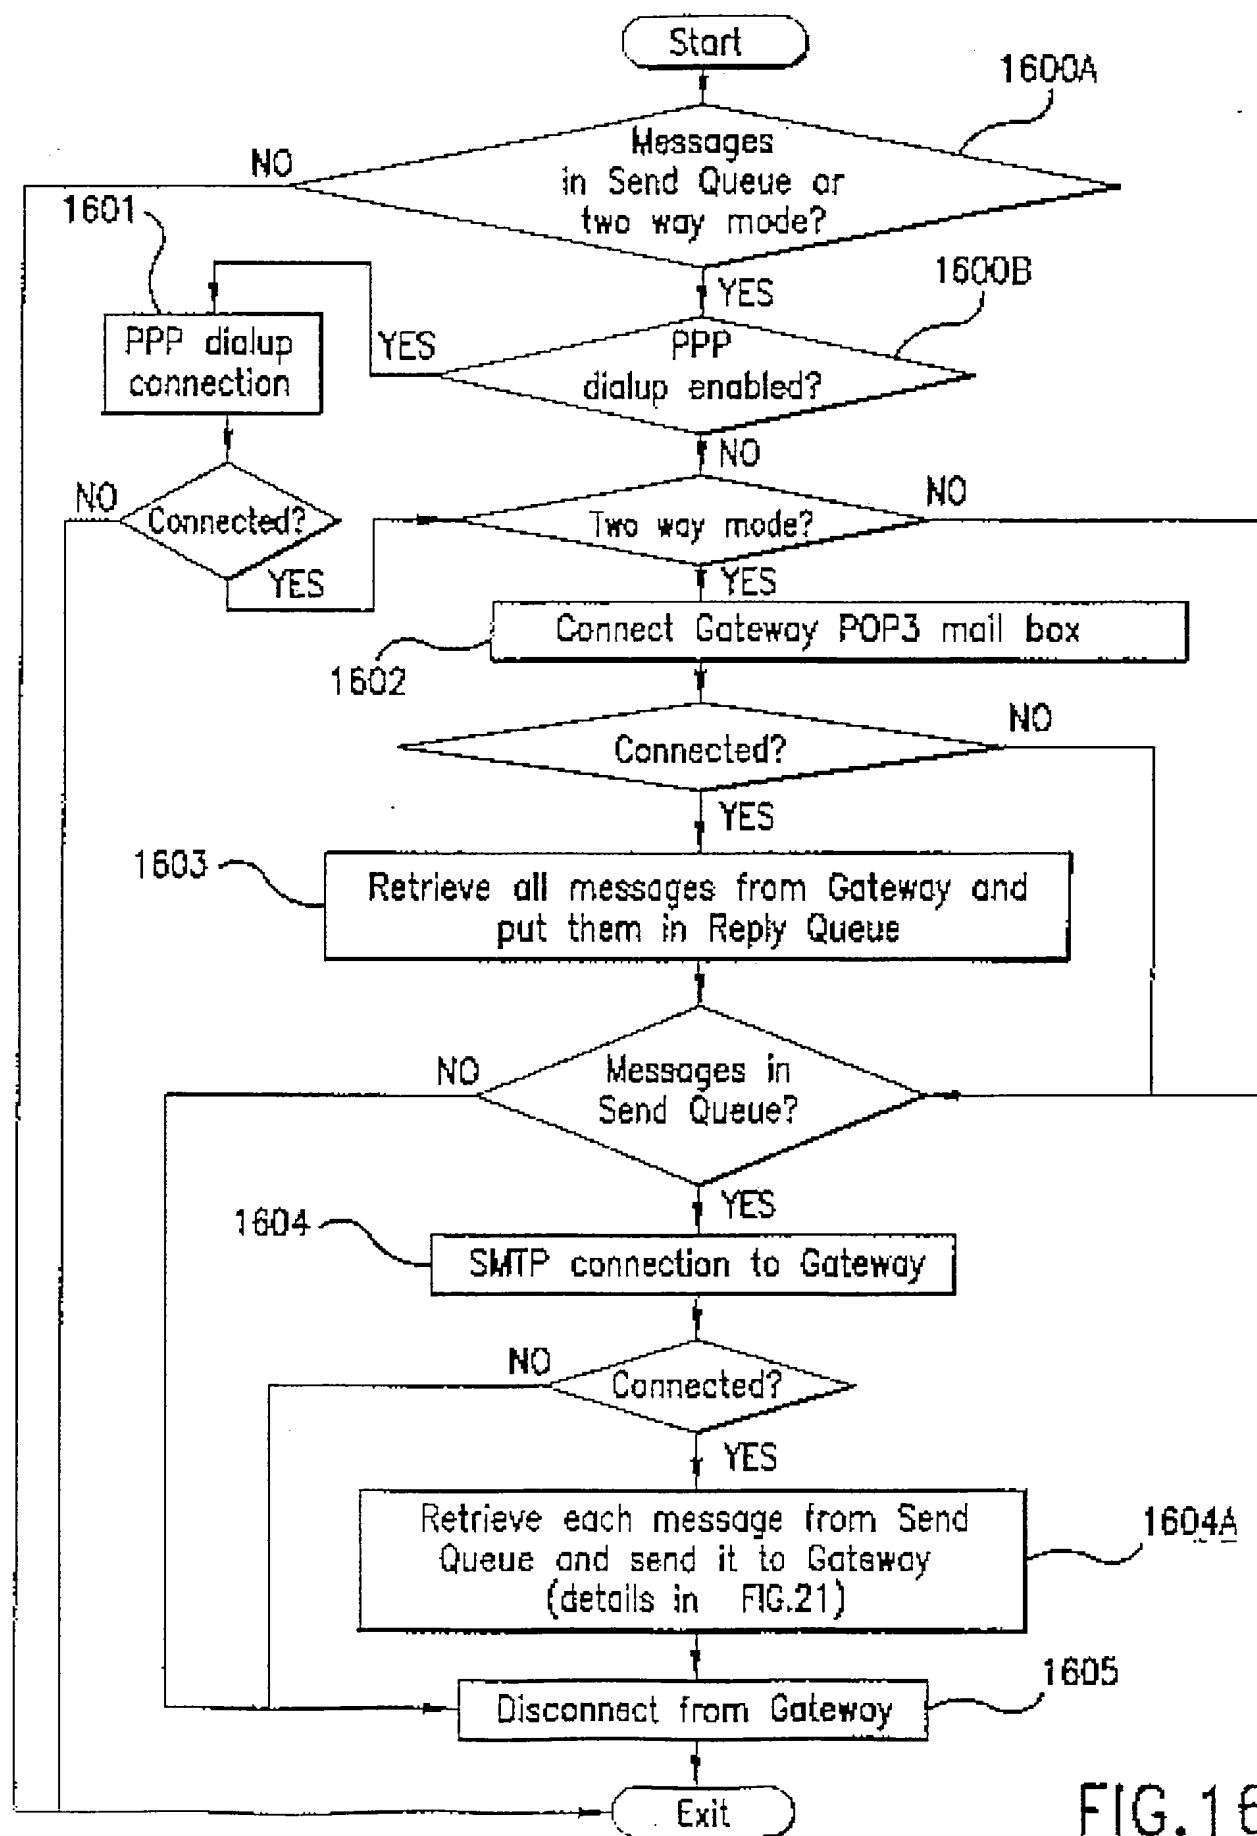 Start
1600A
Messages
in Send Queue or
two way mode?
NO
1601
1600B
YES
PPP dialup
connection
YES
PPP
dialup enabled?
NO
NO
Connected?
YES
Two way mode?
NO
YES
Connect Gateway POP3 mail box
1602
Connected?
NO
YES
1603
Retrieve all messages from Gateway and
put them in Reply Queue
NO
Messages in
Send Queue?
YES
1604
SMTP connection to Gateway
NO
Connected?
YES
Retrieve each message from Send
Queue and send it to Gateway
(details in FIG.21)
1604A
1605
Disconnect from Gateway
Exit
FIG.16